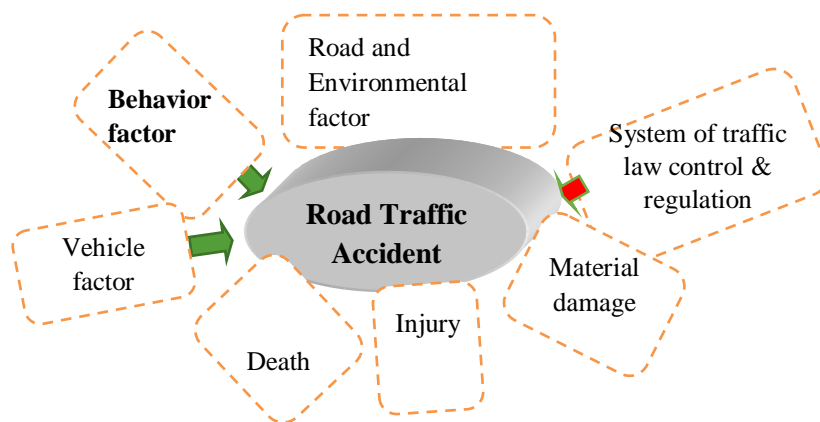 Road and
Environmental
factor
Behavior
factor
System of traffic
law control &
regulation
Road Traffic
Accident
Vehicle
factor
Material
damage
Injury
Death